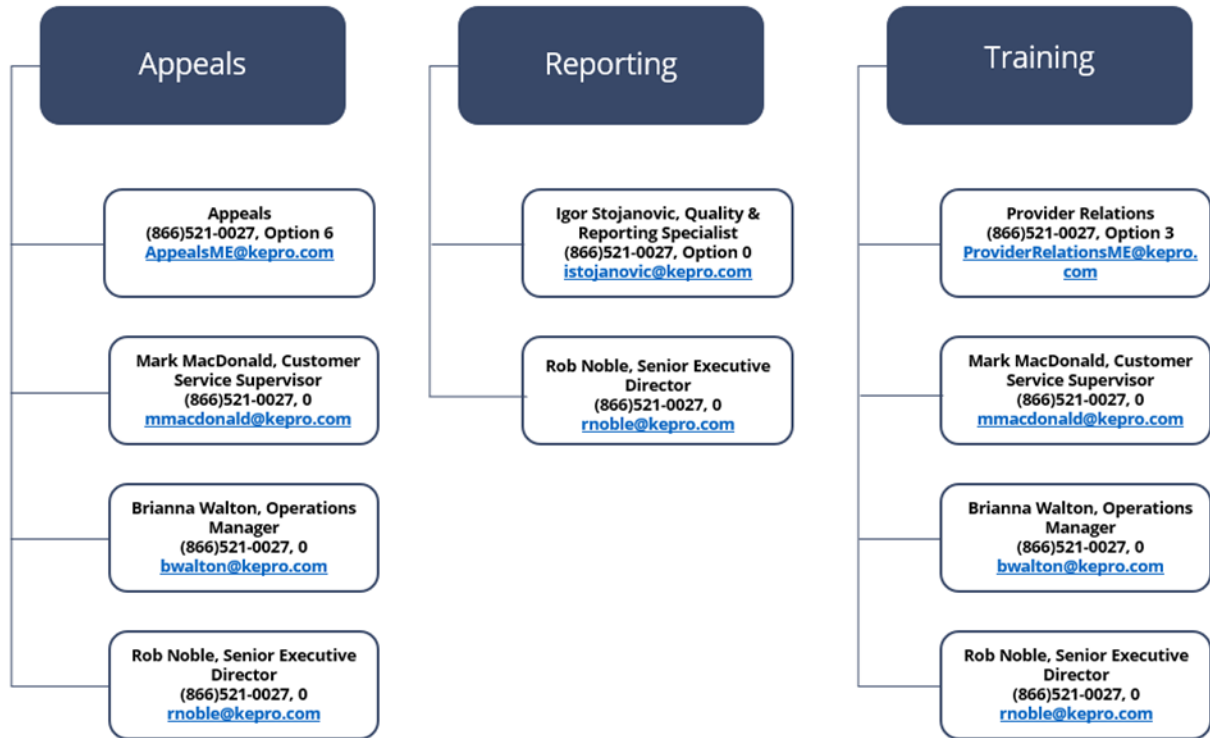 Appeals
Appeals
(866)521-0027, Option 6
AppealsME@kepro.com
Mark MacDonald, Customer
Service Supervisor
(866)521-0027, 0
mmacdonald@kepro.com
Brianna Walton, Operations
Manager
(866)521-0027, 0
bwalton@kepro.com
Rob Noble, Senior Executive
Director
(866)521-0027, 0
rnoble@kepro.com
Reporting
Igor Stojanovic, Quality &
Reporting Specialist
(866)521-0027, Option 0
istojanovic@kepro.com
Rob Noble, Senior Executive
Director
(866)521-0027, 0
rnoble@kepro.com
Training
Provider Relations
(866)521-0027, Option 3
ProviderRelationsME@kepro.
com
Mark MacDonald, Customer
Service Supervisor
(866)521-0027, 0
mmacdonald@kepro.com
Brianna Walton, Operations
Manager
(866)521-0027, 0
bwalton@kepro.com
Rob Noble, Senior Executive
Director
(866)521-0027, 0
rnoble@kepro.com